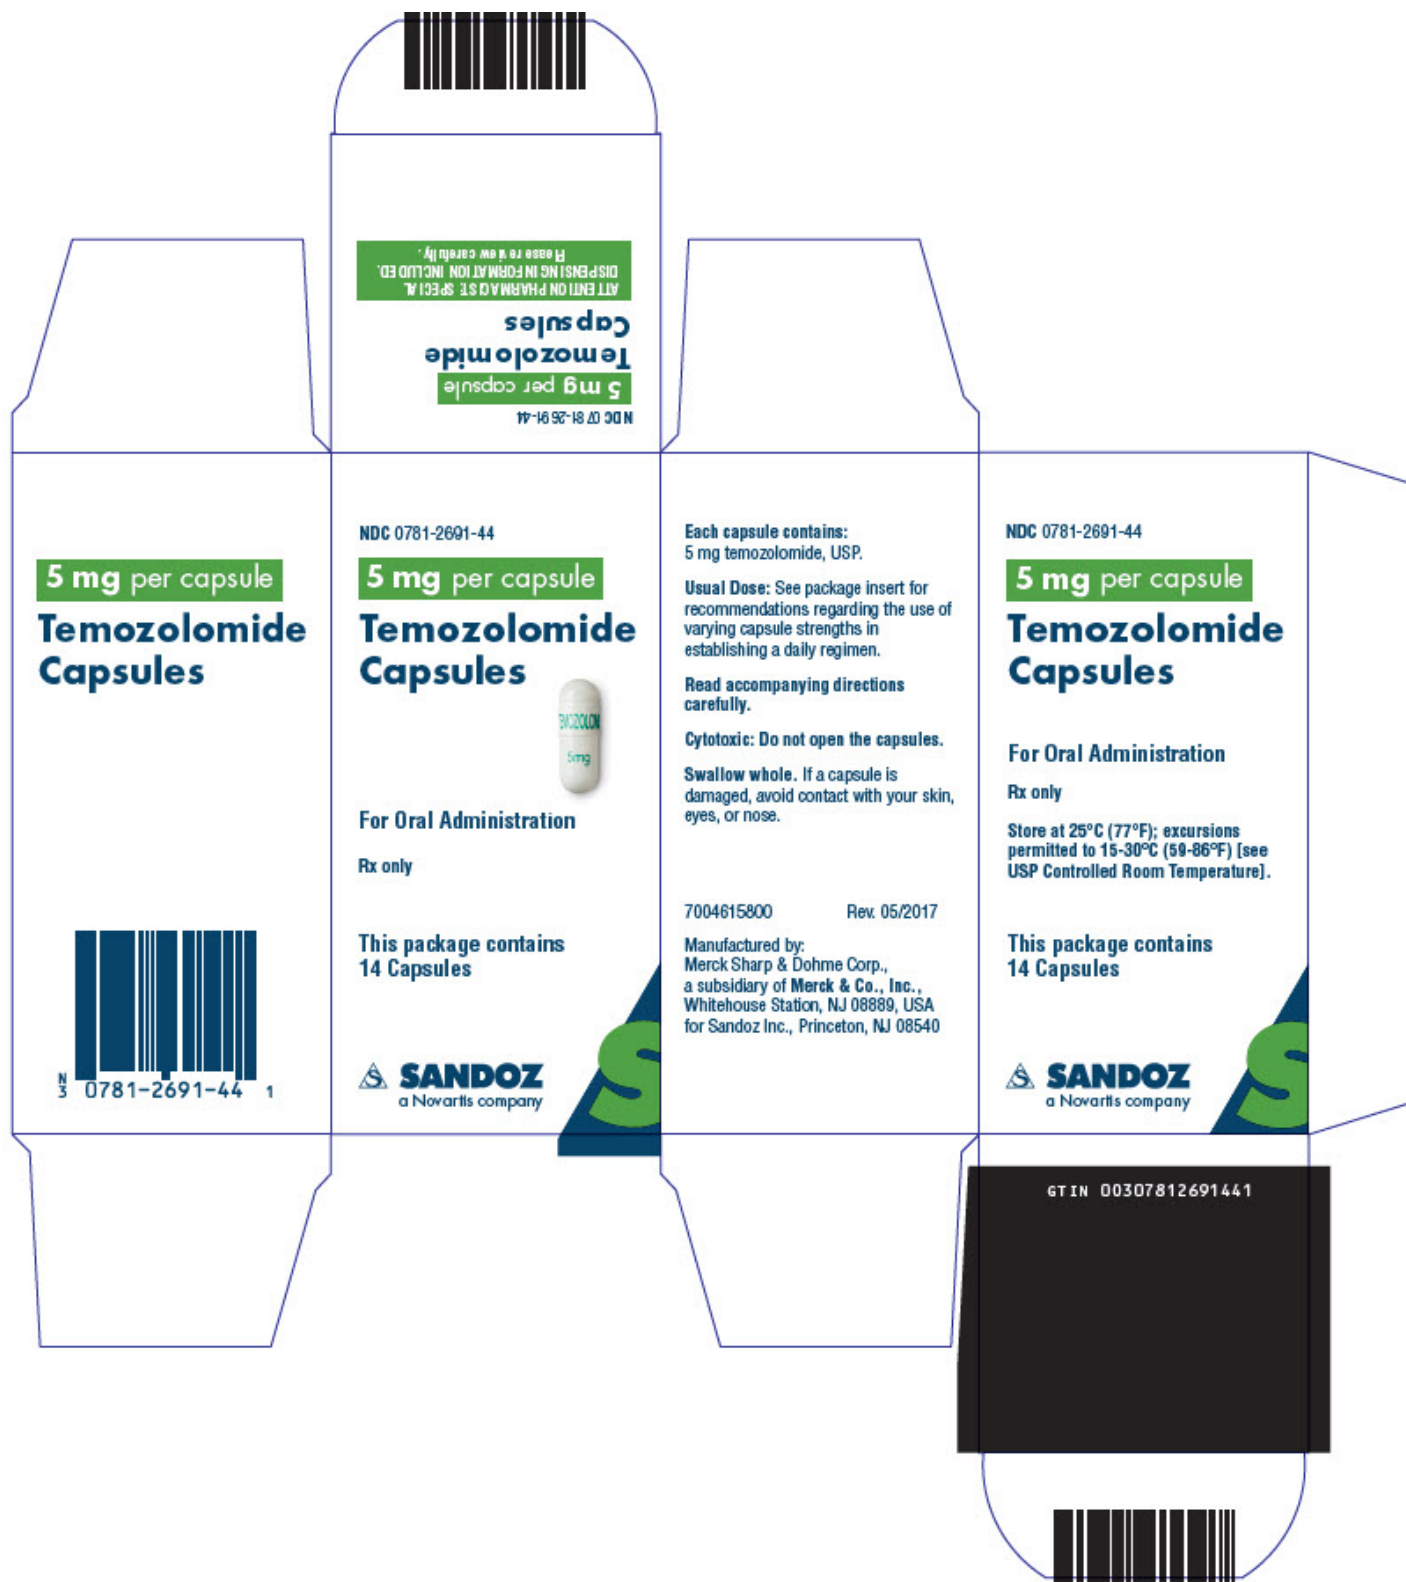 ATTENTION PHARMACIST: SPECIAL
DISPENSING INFORMATION INCLUDED.
Please review carefully.
Temozolomide
Capsules
5 mg per capsule
NDC 0781-2691-44
5 mg per capsule
Temozolomide
Capsules
N
3 0781-2691-44 1
NDC 0781-2691-44
5 mg per capsule
Temozolomide
Capsules
5mg
For Oral Administration
Rx only
This package contains
14 Capsules
S SANDOZ
a Novartis company
S
Each capsule contains:
5 mg temozolomide, USP.
Usual Dose: See package insert for
recommendations regarding the use of
varying capsule strengths in
establishing a daily regimen.
Read accompanying directions
carefully.
Cytotoxic: Do not open the capsules.
Swallow whole. If a capsule is
damaged, avoid contact with your skin,
eyes, or nose.
7004615800 Rev. 05/2017
Manufactured by:
Merck Sharp & Dohme Corp.,
a subsidiary of Merck & Co., Inc.,
Whitehouse Station, NJ 08889, USA
for Sandoz Inc., Princeton, NJ 08540
NDC 0781-2691-44
5 mg per capsule
Temozolomide
Capsules
For Oral Administration
Rx only
Store at 25°C (77°F); excursions
permitted to 15-30°C (59-86°F) [see
USP Controlled Room Temperature].
This package contains
14 Capsules
S SANDOZ
a Novartis company
S
GTIN 00307812691441